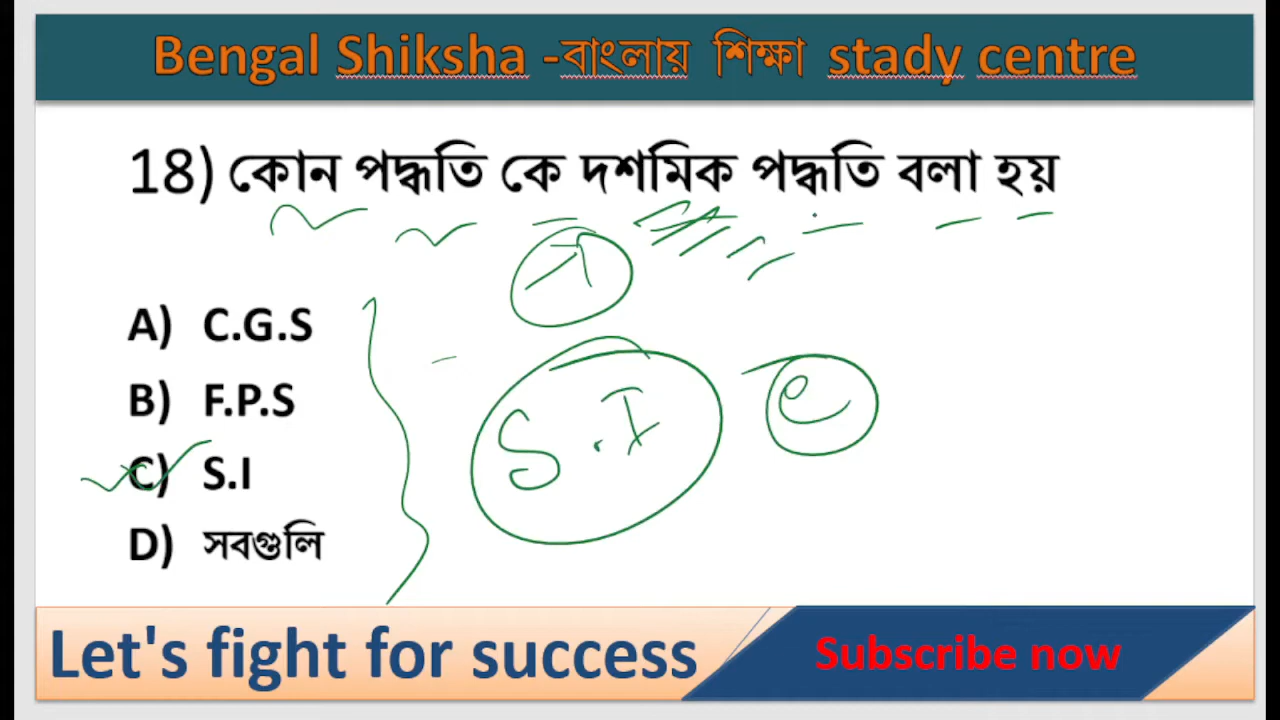 Bengal Shiksha -বাংলায় শিক্ষা stady centre
18) কোন পদ্ধতি কে দশমিক পদ্ধতি বলা হয়
A) C.G.S
B) F.P.S
C) S.I
D) সবগুলি
S.I
Let's fight for success
Subscribe now